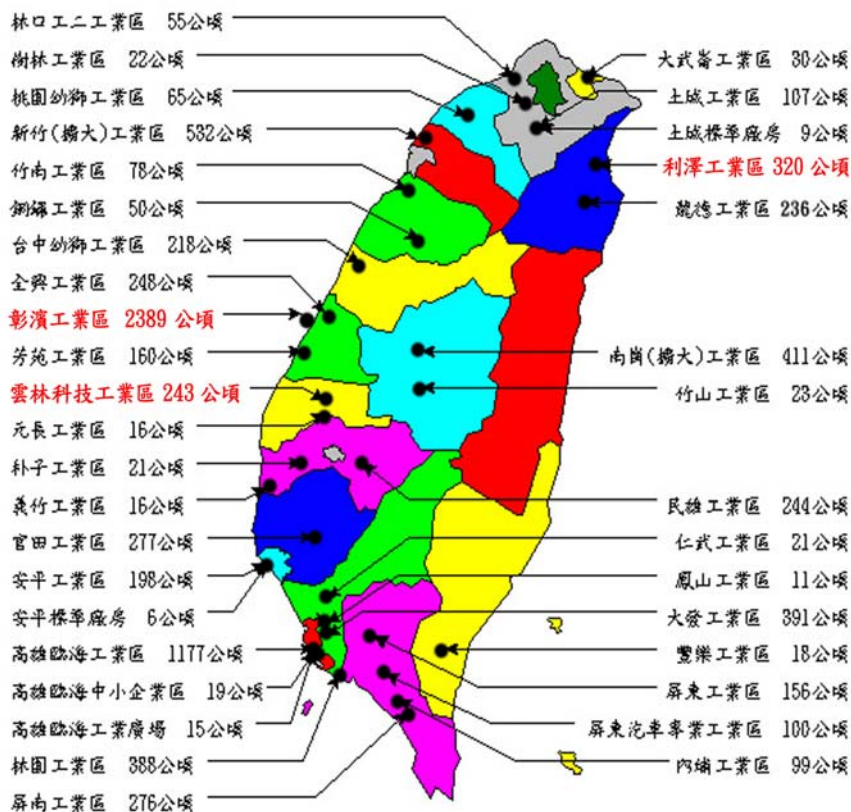 林口工二工業區 55公頃
樹林工業區 22公頃
桃園幼獅工業區 65公頃
新竹(擴大)工業區 532公頃
竹南工業區 78公頃
銅鑼工業區 50公頃
台中幼獅工業區 218公頃
全興工業區 248公頃
彰濱工業區 2389 公頃
芳苑工業區 160公頃
雲林科技工業區 243 公頃
元長工業區 16公頃
朴子工業區 21公頃
義竹工業區 16公頃
官田工業區 277公頃
安平工業區 198公頃
安平標準廠房 6公頃
高雄臨海工業區 1177公頃
高雄臨海中小企業區 19公頃
高雄臨海工業廣場 15公頃
林園工業區 388公頃
屏南工業區 276公頃
大武崙工業區 30公頃
土城工業區 107公頃
土城標準廠房 9公頃
利澤工業區 320 公頃
龍德工業區 236公頃
南崗(擴大)工業區 411公頃
竹山工業區 23公頃
民雄工業區 244公頃
仁武工業區 21公頃
鳳山工業區 11公頃
大發工業區 391公頃
豐樂工業區 18公頃
屏東工業區 156公頃
屏東汽車專業工業區 100公頃
內埔工業區 99公頃